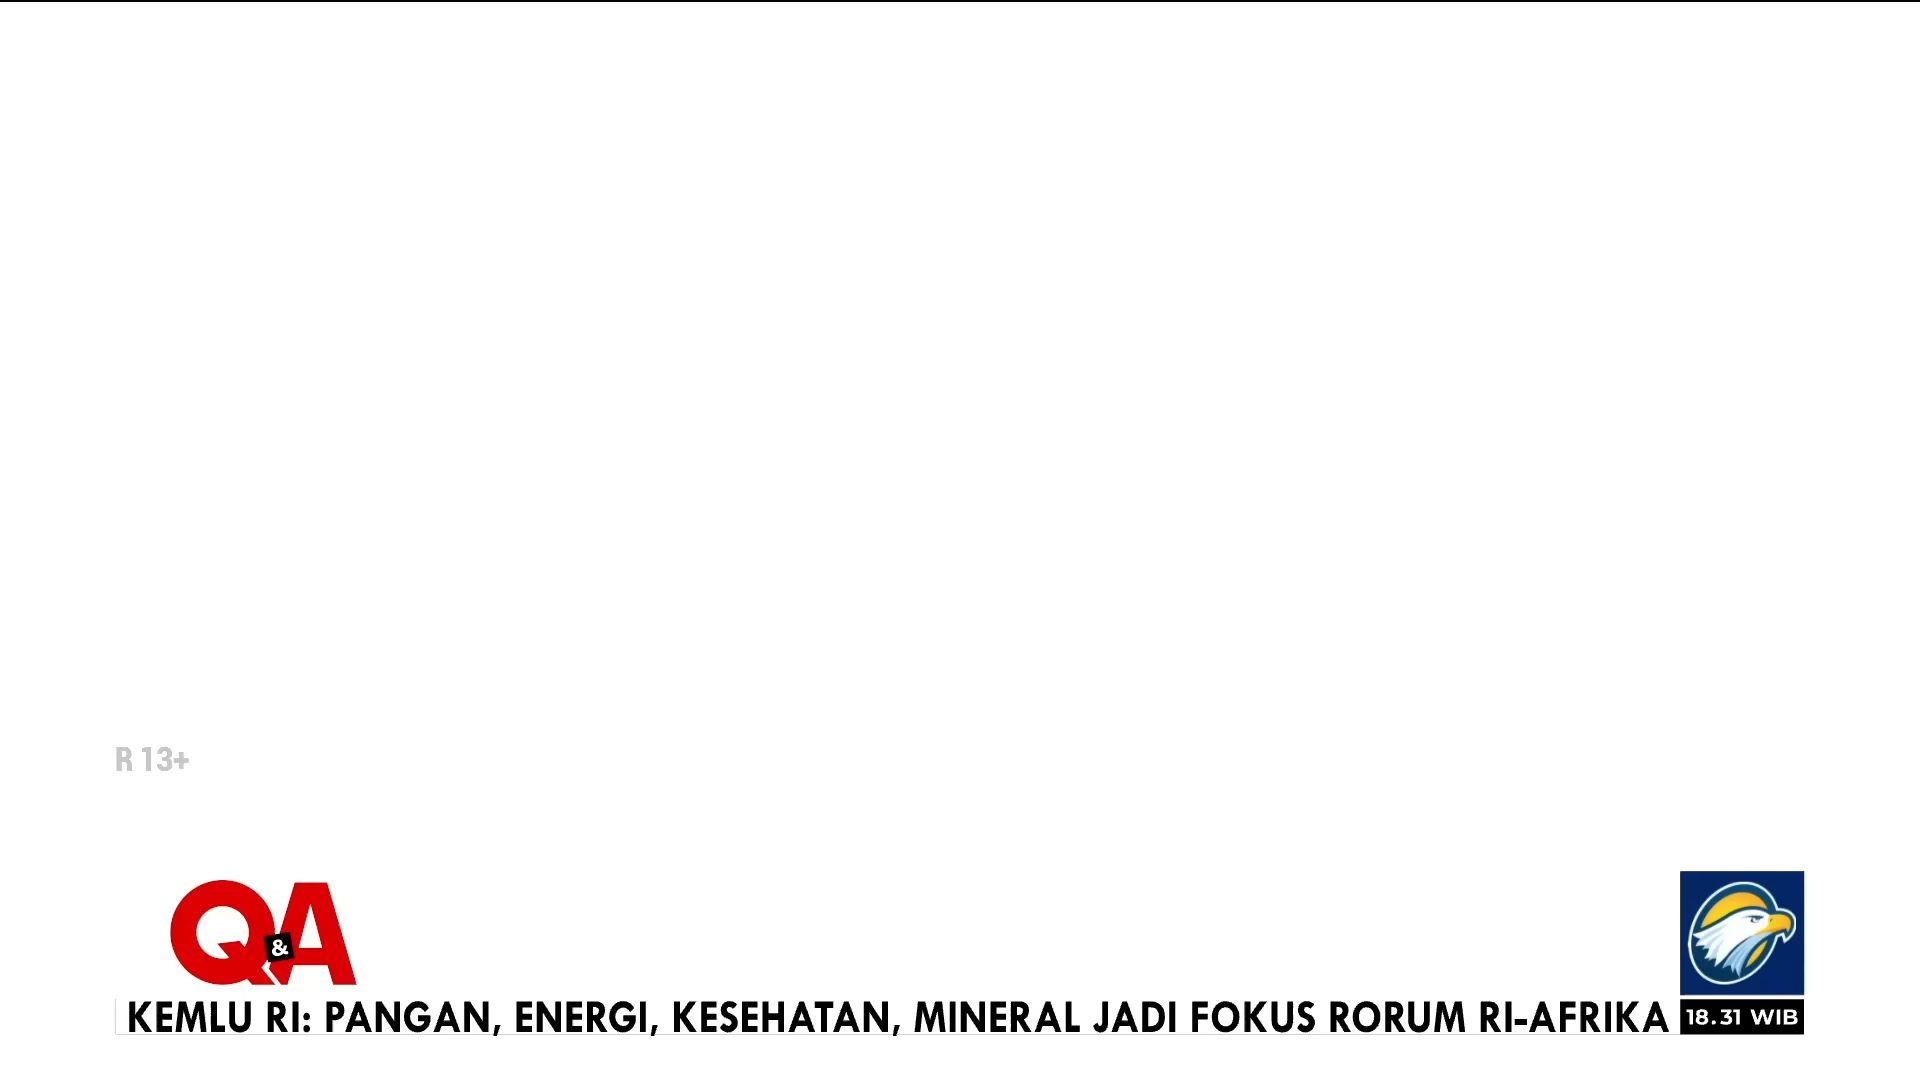 R 13+
Q&A
KEMLU RI: PANGAN, ENERGI, KESEHATAN, MINERAL JADI FOKUS RORUM RI-AFRIKA
18.31 WIB